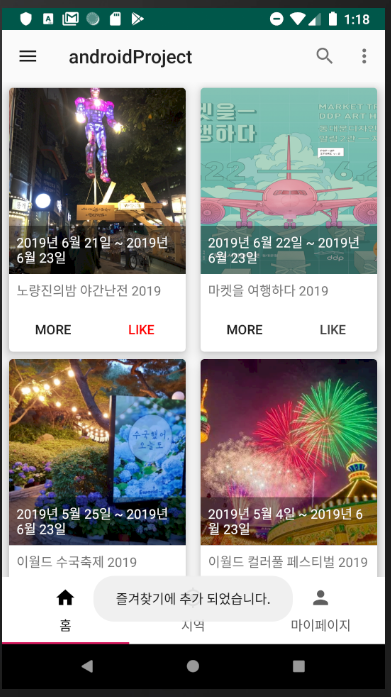 1:18
androidProject
2019년 6월 21일 ~ 2019년
6월 23일
노량진의밤 야간난전 2019
MORE LIKE
2019년 6월 22일 ~ 2019년
6월 23일
마켓을 여행하다 2019
MORE LIKE
수국앞에서
2019년 5월 25일 ~ 2019년
6월 23일
이월드 수국축제 2019
2019년 5월 4일 ~ 2019년 6
월 23일
이월드 컬러풀 페스티벌 2019
즐겨찾기에 추가 되었습니다.
홈 지역 마이페이지